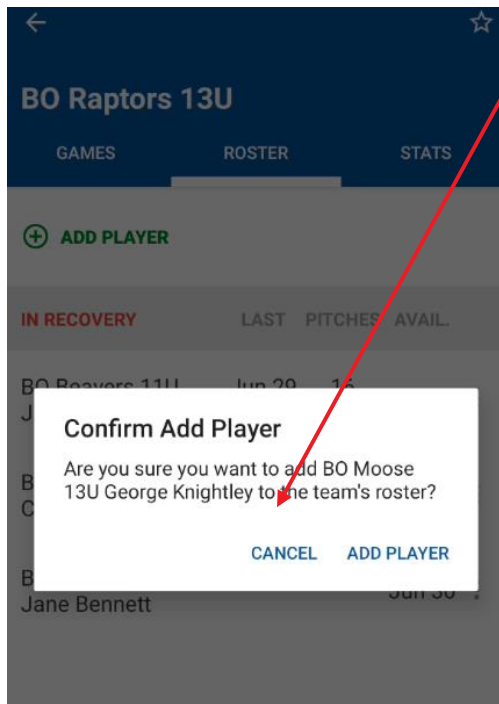 BO Raptors 13U
GAMES ROSTER STATS
ADD PLAYER
IN RECOVERY LAST PITCHES AVAIL.
BO Beavers 11U Jun 29 16
J
Confirm Add Player
Are you sure you want to add BO Moose
13U George Knightley to the team's roster?
B
C
CANCEL ADD PLAYER
B
Jun 30
Jane Bennett